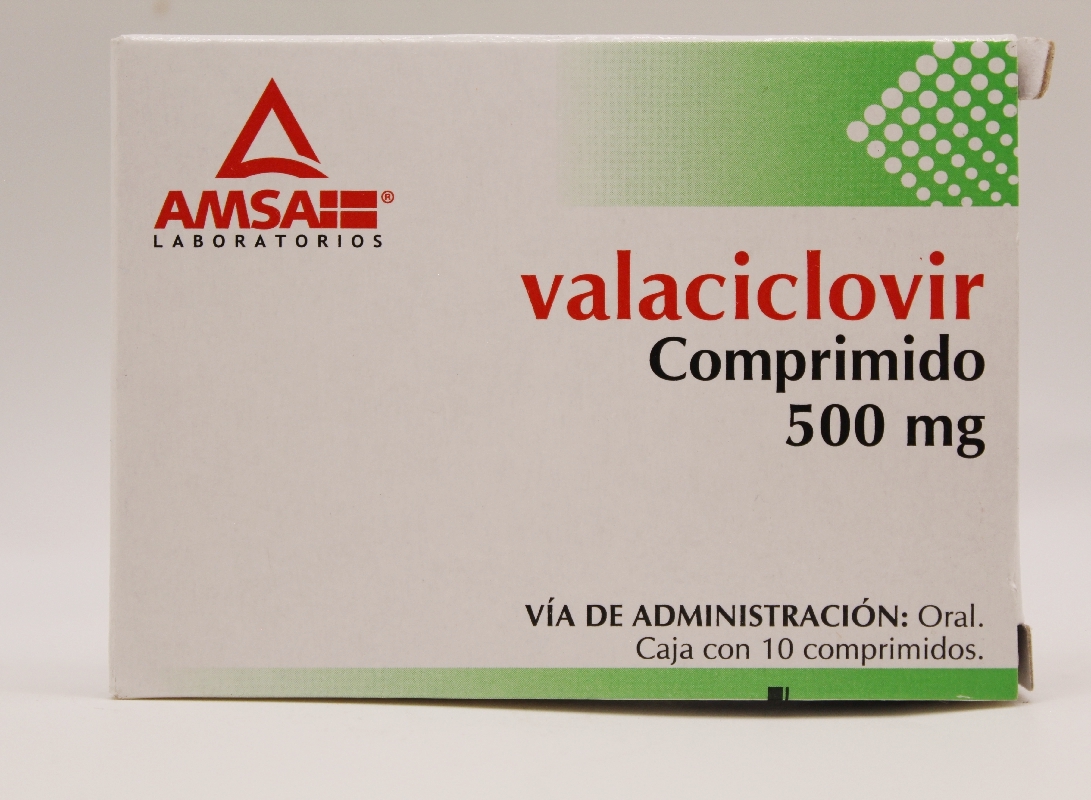 AMSA®
LABORATORIOS
valaciclovir
Comprimido
500 mg
VÍA DE ADMINISTRACIÓN: Oral.
Caja con 10 comprimidos.